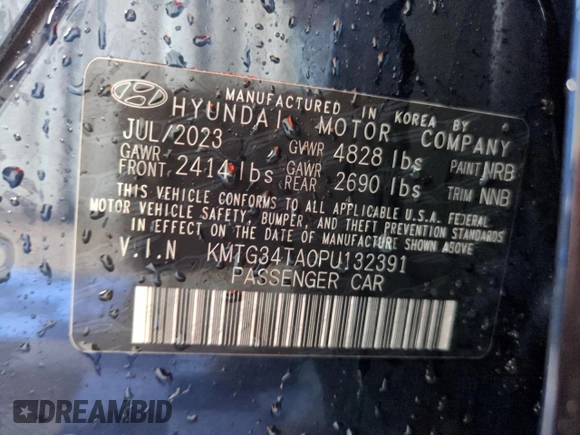 MANUFACTURED IN KOREA BY
HYUNDAI MOTOR COMPANY
JUL/2023 GVWR 4828 lbs PAINT NRB
GAWR FRONT 2414 lbs GAWR REAR 2690 lbs TRIM NNB
THIS VEHICLE CONFORMS TO ALL APPLICABLE U.S.A. FEDERAL
MOTOR VEHICLE SAFETY, BUMPER, AND THEFT PREVENTION STANDARDS
IN EFFECT ON THE DATE OF MANUFACTURE SHOWN ABOVE.
V.I.N KMTG34TA0PU132391
PASSENGER CAR
DREAMBID